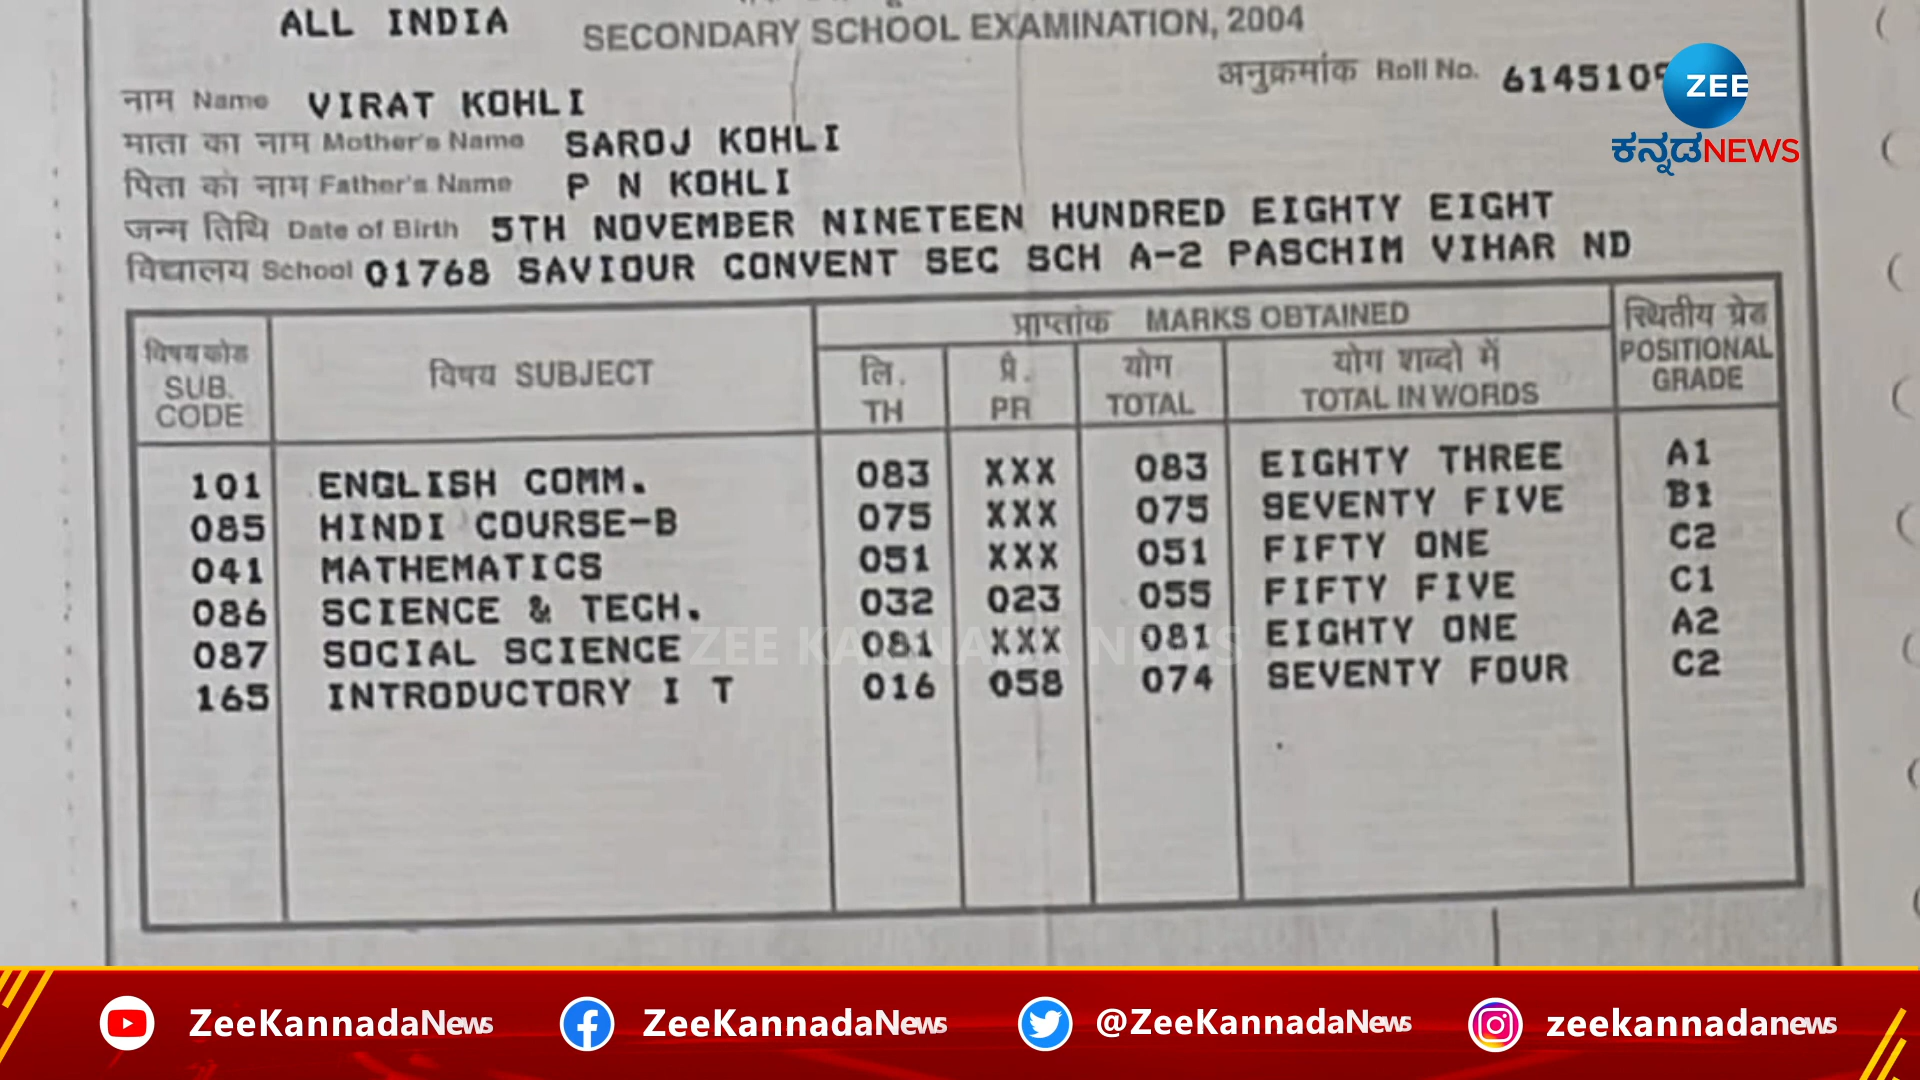 ALL INDIA SECONDARY SCHOOL EXAMINATION, 2004
अनुक्रमांक Roll No. 614510
ZEE
ಕನ್ನಡNEWS
नाम Name VIRAT KOHLI
माता का नाम Mother's Name SAROJ KOHLI
पिता का नाम Father's Name P N KOHLI
जन्म तिथि Date of Birth 5TH NOVEMBER NINETEEN HUNDRED EIGHTY EIGHT
विद्यालय School 01768 SAVIOUR CONVENT SEC SCH A-2 PASCHIM VIHAR ND
विषय कोड SUB. CODE विषय SUBJECT प्राप्तांक MARKS OBTAINED स्थितीय ग्रेड POSITIONAL GRADE
लि. TH प्रै. PR योग TOTAL योग शब्दो में TOTAL IN WORDS
101 ENGLISH COMM. 083 XXX 083 EIGHTY THREE A1
085 HINDI COURSE-B 075 XXX 075 SEVENTY FIVE B1
041 MATHEMATICS 051 XXX 051 FIFTY ONE C2
086 SCIENCE & TECH. 032 023 055 FIFTY FIVE C1
087 SOCIAL SCIENCE 081 XXX 081 EIGHTY ONE A2
165 INTRODUCTORY I T 016 058 074 SEVENTY FOUR C2
ZEE KANNADA NEWS
ZeeKannadaNews ZeeKannadaNews @ZeeKannadaNews zeekannadanews